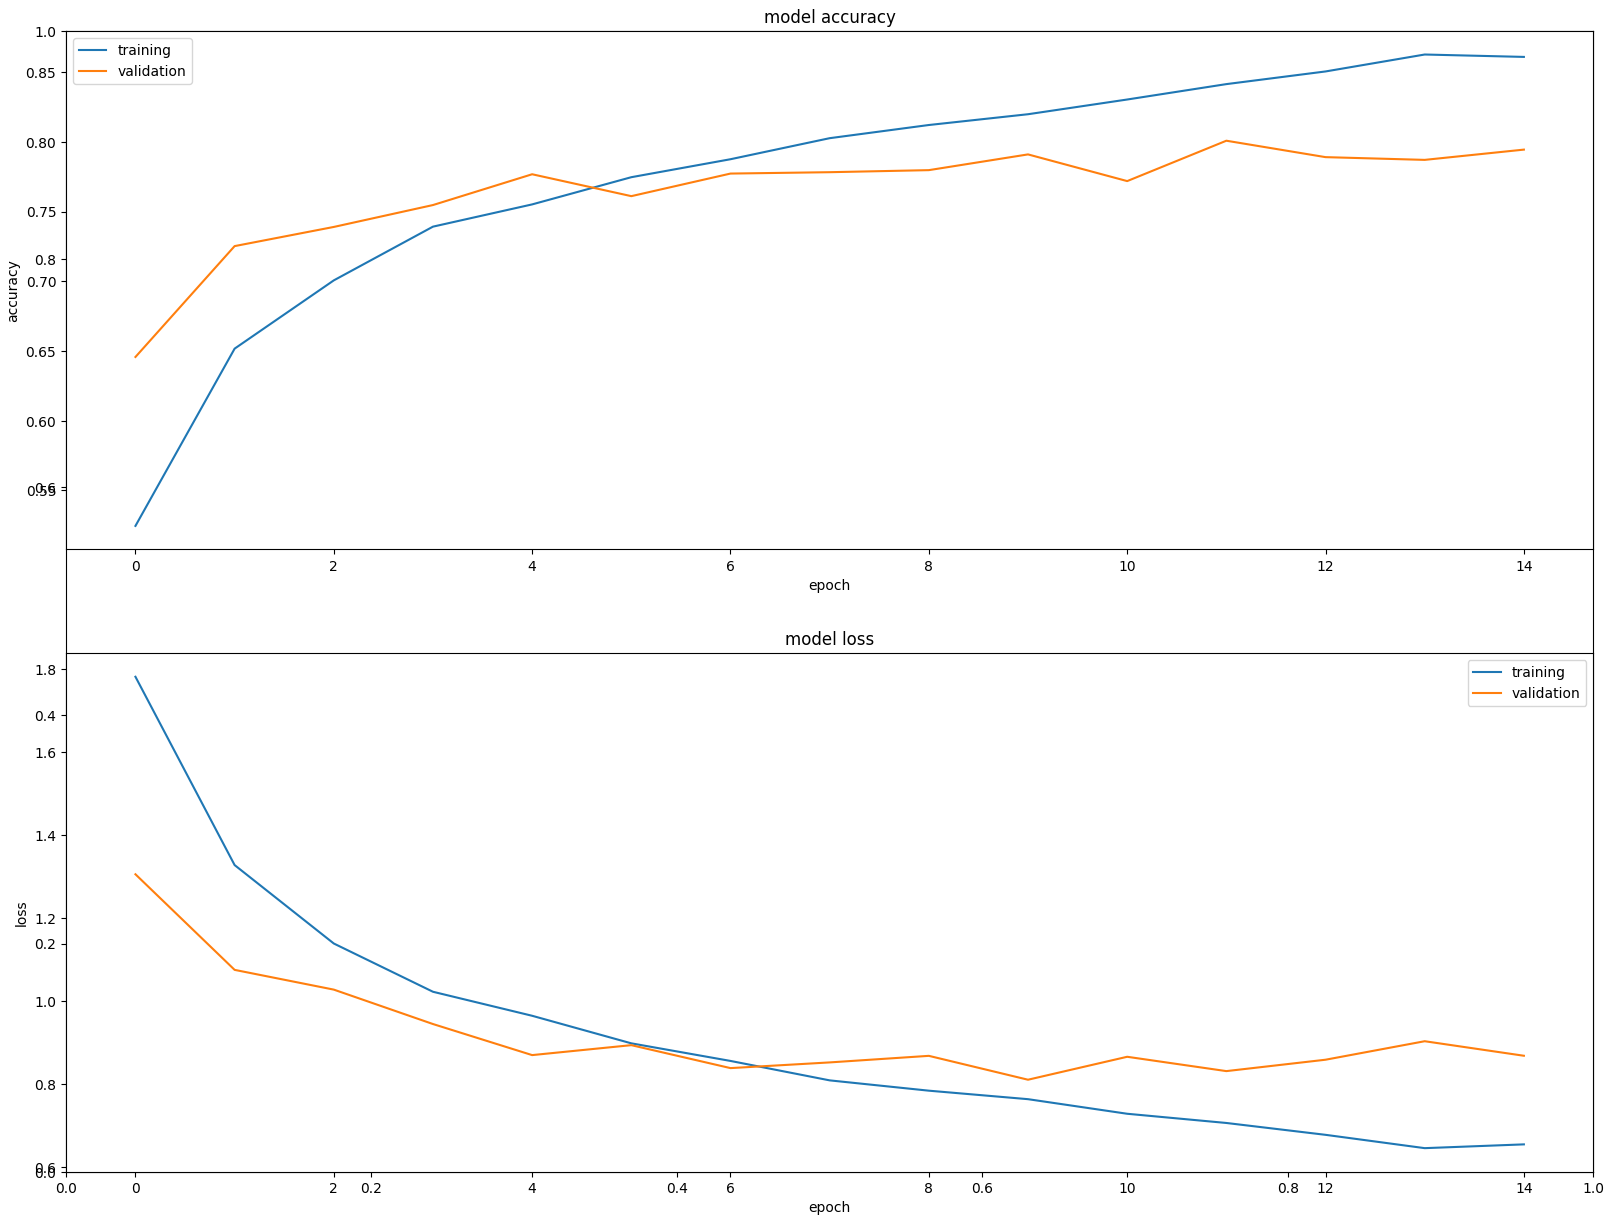 model accuracy
1.0
training
0.85
validation
0.80
0.75
0.8
accuracy
0.70
0.65
0.60
0.6
0.55
0 2 4 6 8 10 12 14
epoch
model loss
1.8
training
validation
0.4
1.6
1.4
loss
1.2
0.2
1.0
0.8
0.6
0.0
0.0 0 2 0.2 4 0.4 6 8 0.6 10 0.8 12 14 1.0
epoch